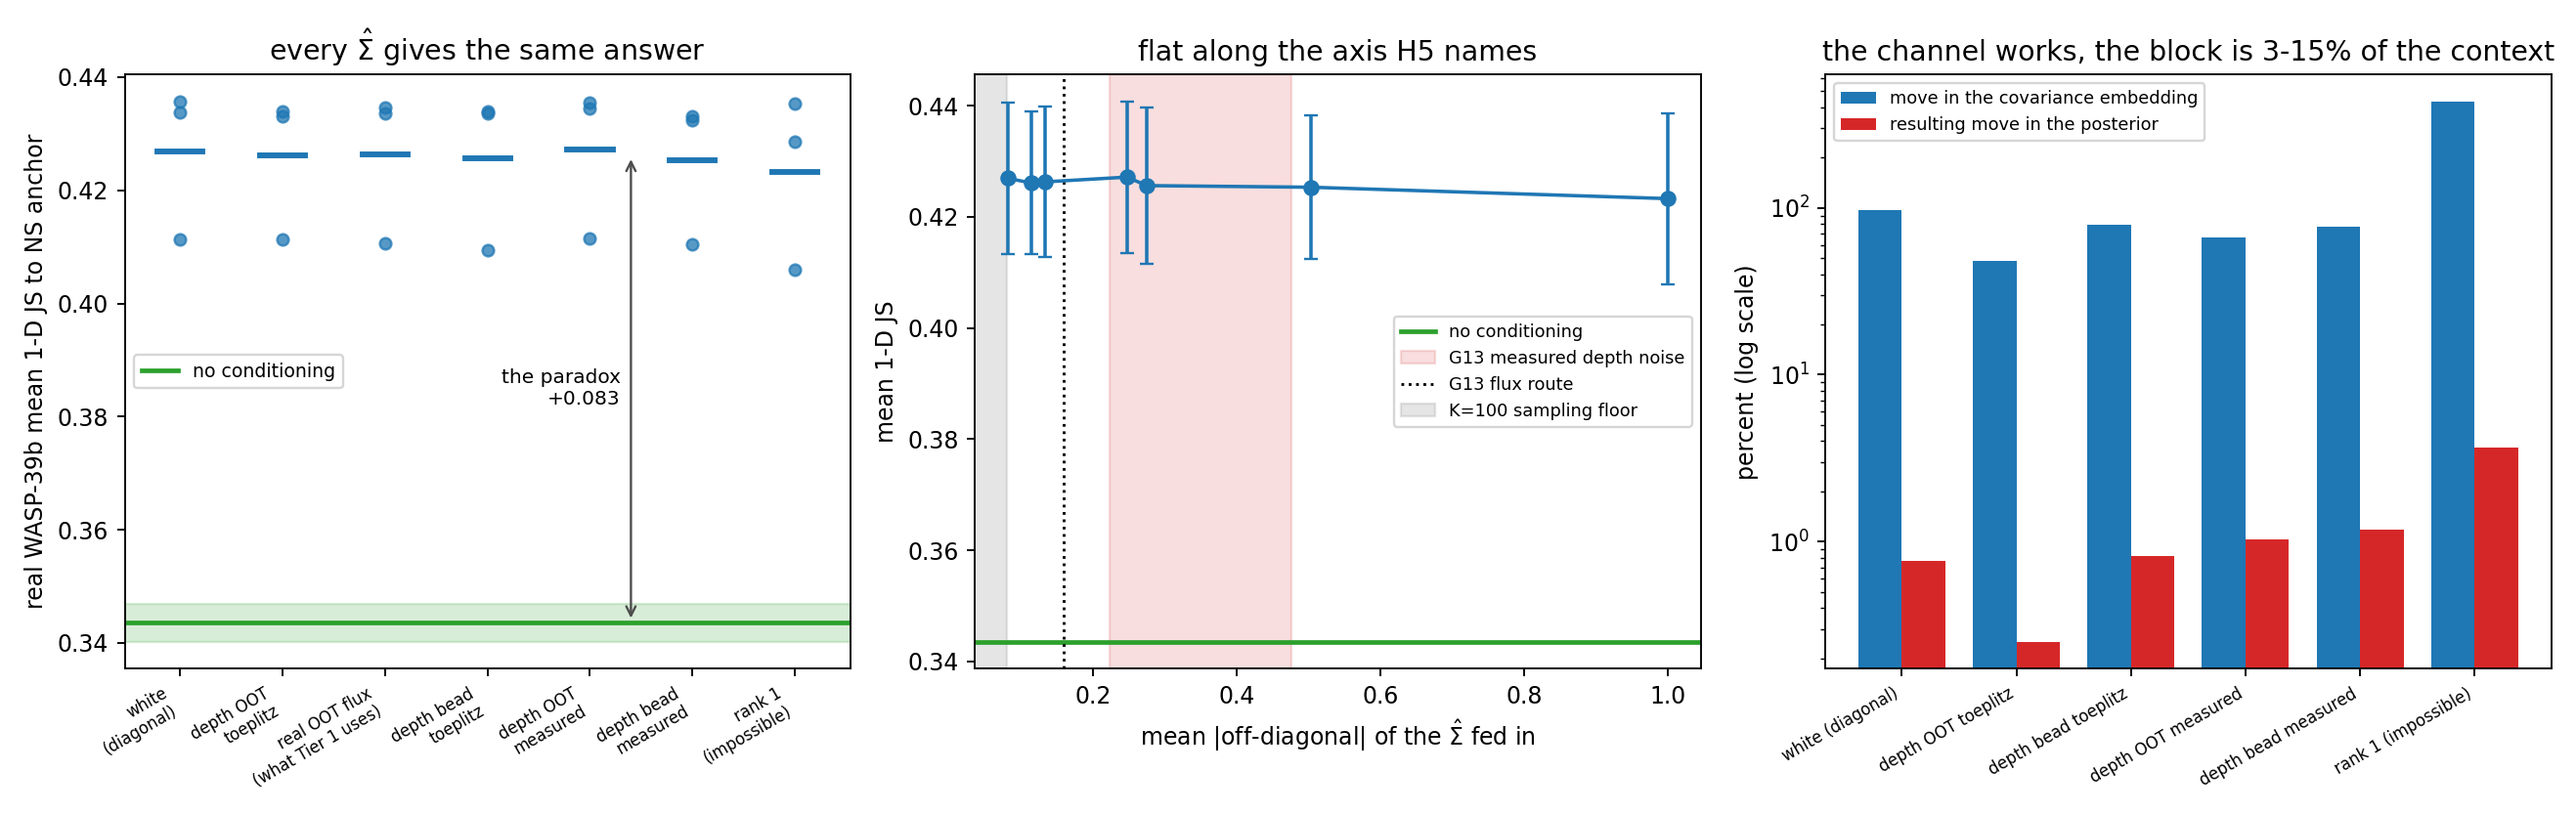 every Σ̂ gives the same answer
real WASP-39b mean 1-D JS to NS anchor
0.44
0.42
0.40
0.38
0.36
0.34
no conditioning
the paradox
+0.083
white
(diagonal)
depth OOT
toeplitz
real OOT flux
(what Tier 1 uses)
depth bead
toeplitz
depth OOT
measured
depth bead
measured
rank 1
(impossible)
flat along the axis H5 names
mean 1-D JS
0.44
0.42
0.40
0.38
0.36
0.34
no conditioning
G13 measured depth noise
G13 flux route
K=100 sampling floor
0.2
0.4
0.6
0.8
1.0
mean |off-diagonal| of the Σ̂ fed in
the channel works, the block is 3-15% of the context
percent (log scale)
move in the covariance embedding
resulting move in the posterior
10²
10¹
10⁰
white (diagonal)
depth OOT toeplitz
depth bead toeplitz
depth OOT measured
depth bead measured
rank 1 (impossible)